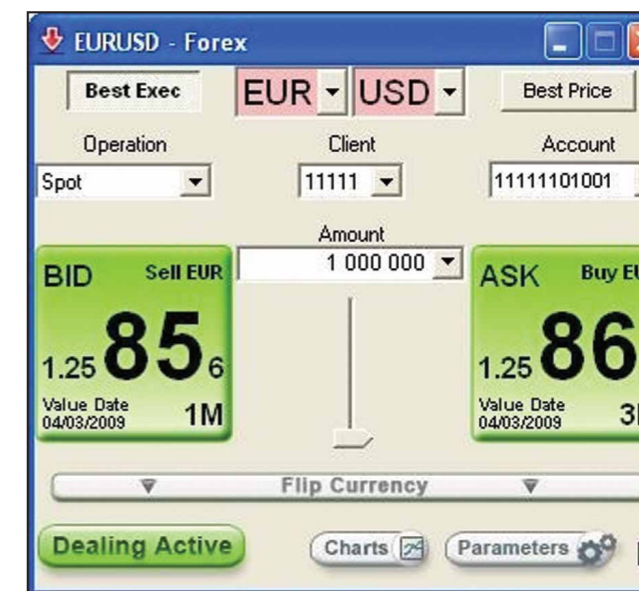 EURUSD - Forex
Best Exec EUR USD Best Price
Operation Client Account
Spot 11111 11111101001
Amount
1 000 000
BID Sell EUR
1.25 85 6
Value Date
04/03/2009 1M
ASK Buy
1.25 86
Value Date
04/03/2009
Flip Currency
Dealing Active Charts Parameters